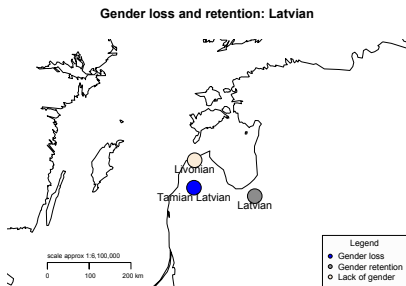 Gender loss and retention: Latvian
Livonian
Tamian Latvian
Latvian
scale approx 1:6,100,000
0 100 200 km
Legend
Gender loss
Gender retention
Lack of gender